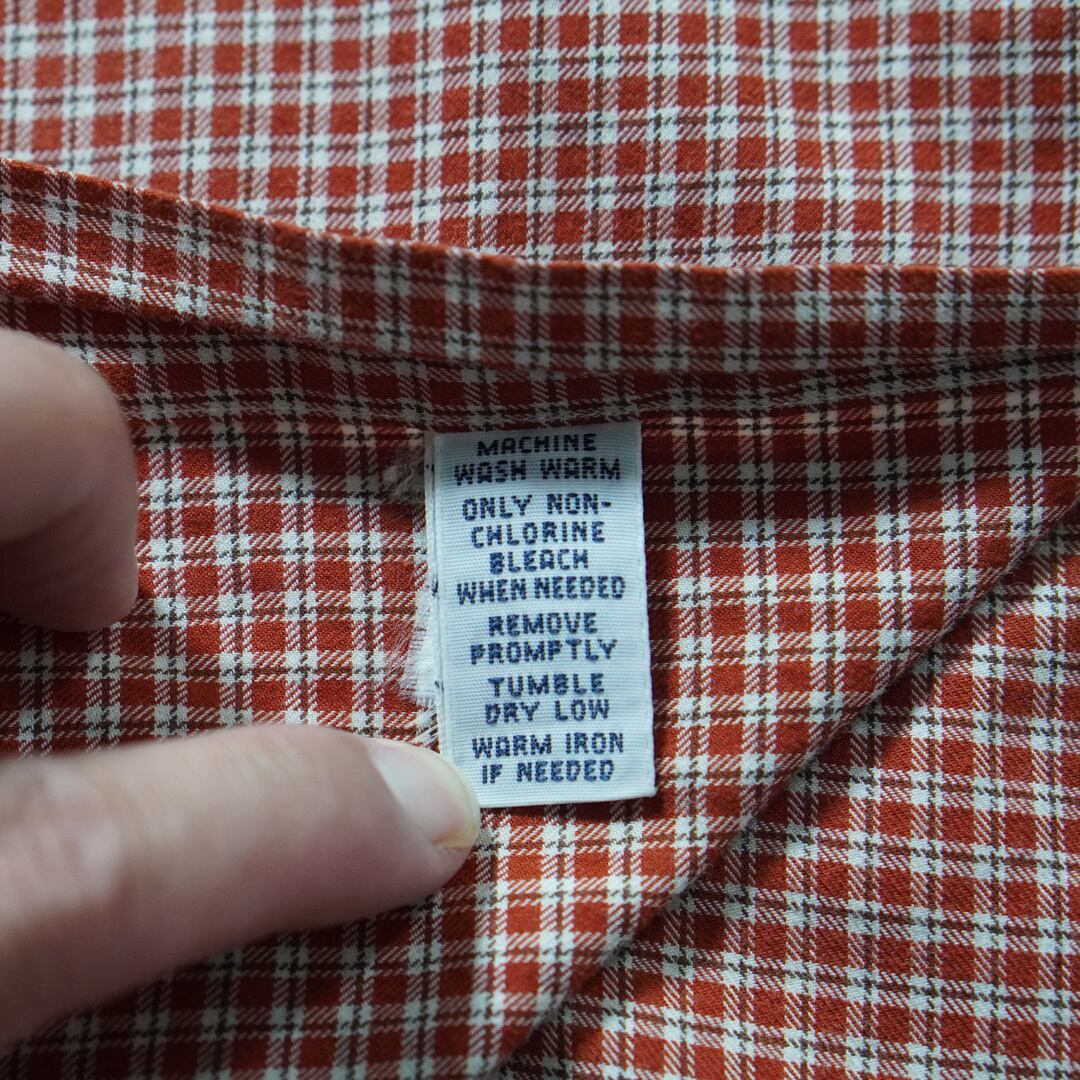 MACHINE
WASH WARM
ONLY NON-
CHLORINE
BLEACH
WHEN NEEDED
REMOVE
PROMPTLY
TUMBLE
DRY LOW
WARM IRON
IF NEEDED